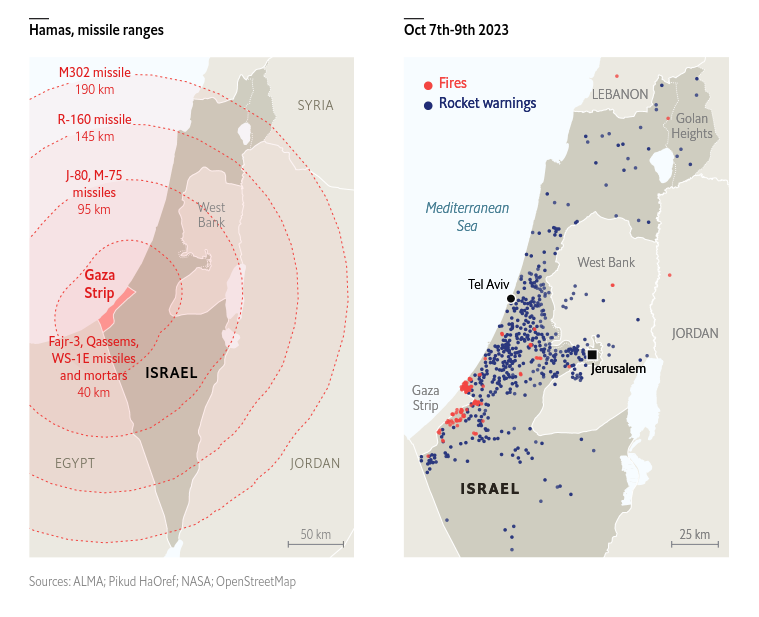 Hamas, missile ranges
M302 missile
190 km
R-160 missile
145 km
J-80, M-75
missiles
95 km
Gaza
Strip
Fajr-3, Qassems,
WS-1E missiles
and mortars
40 km
SYRIA
West
Bank
ISRAEL
EGYPT
JORDAN
50 km
Oct 7th-9th 2023
Fires
Rocket warnings
LEBANON
Golan
Heights
Mediterranean
Sea
West Bank
Tel Aviv
JORDAN
Jerusalem
Gaza
Strip
ISRAEL
25 km
Sources: ALMA; Pikud HaOref; NASA; OpenStreetMap